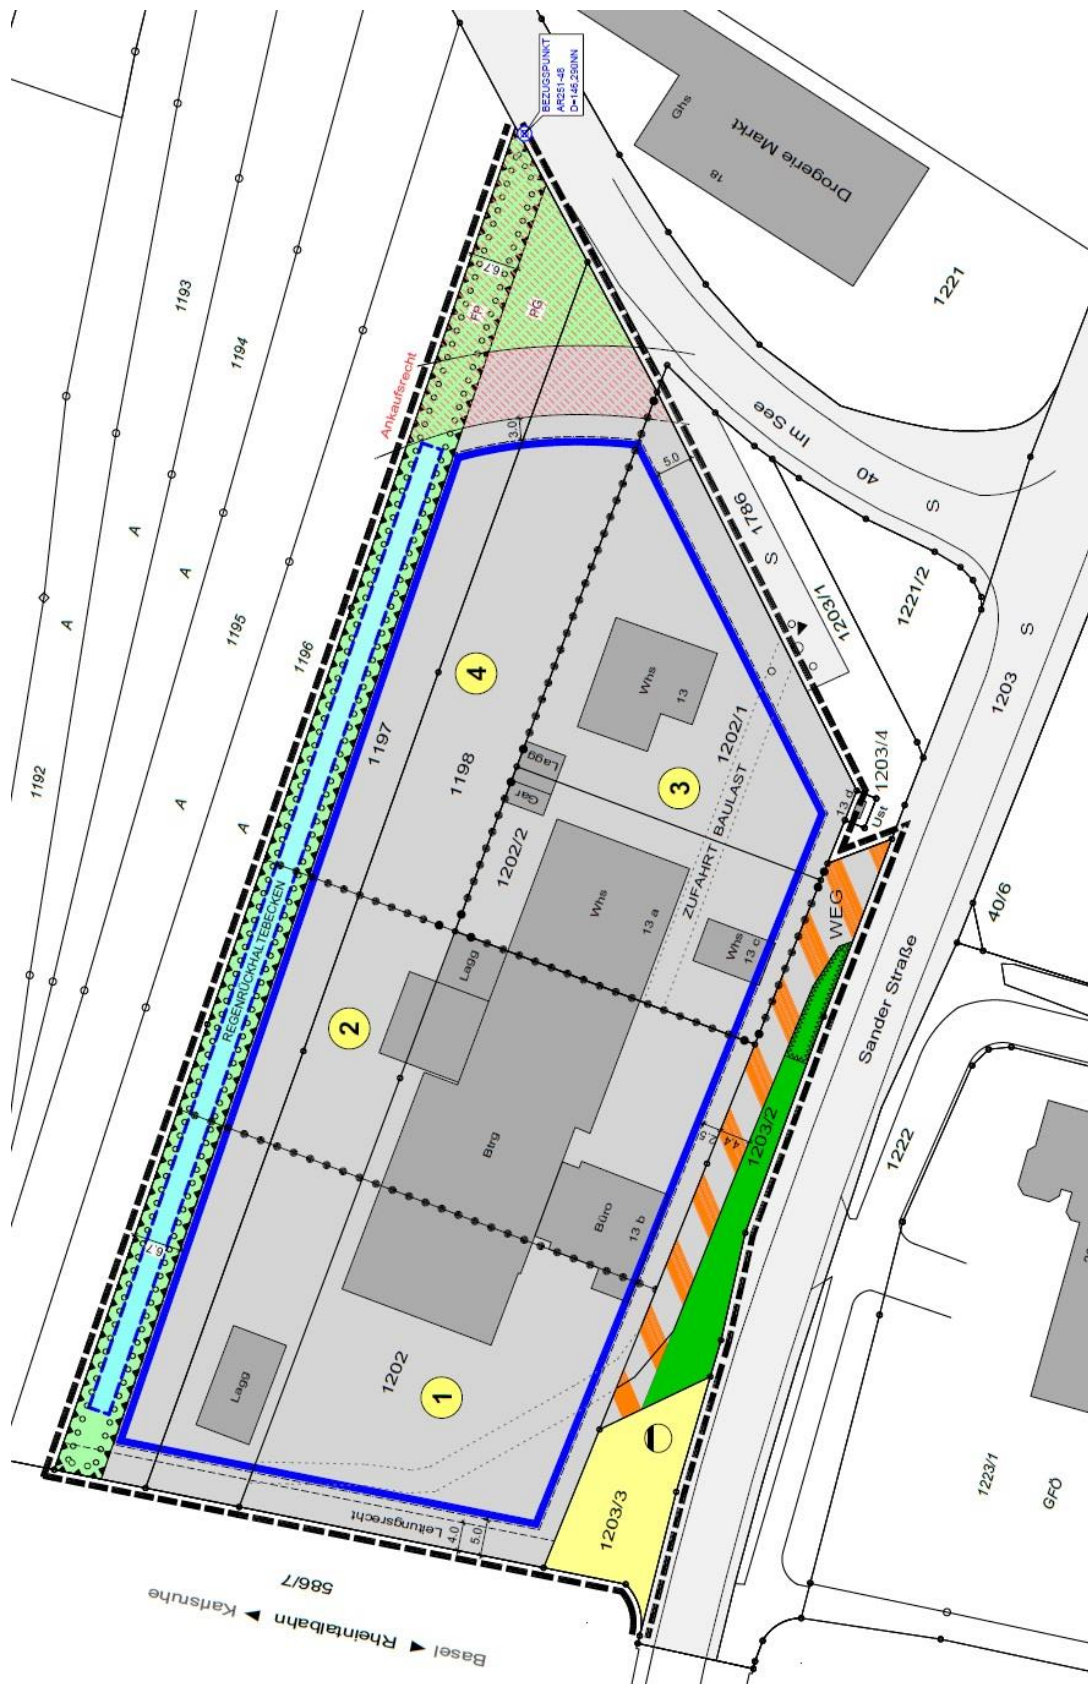 BEZUGSPUNKT
AR251-46
D=146,290NN
Ghs
18
Drogerie Markt
1221
1193
1194
6.7
FP
PG
Ankaufsrecht
3.0
5.0
Im See
40
S
1786
S
1203/1
1221/2
S
1203
A
A
A
1195
1196
1192
A
A
1197
4
1198
Whs
13
1202/1
Lagg
Gar
3
1203/4
13 d
Ust
1202/2
ZUFAHRT BAULAST
Whs
13 a
WEG
40/6
REGENRÜCKHALTEBECKEN
Lagg
Whs
13 c
2
Sander Straße
Btrg
2.5
4.4
1203/2
1222
Büro
13 b
6.7
Lagg
1202
1
1203/3
1223/1
GFÖ
Leitungsrecht
4.0
5.0
586/7
Basel ◄ Rheintalbahn ► Karlsruhe